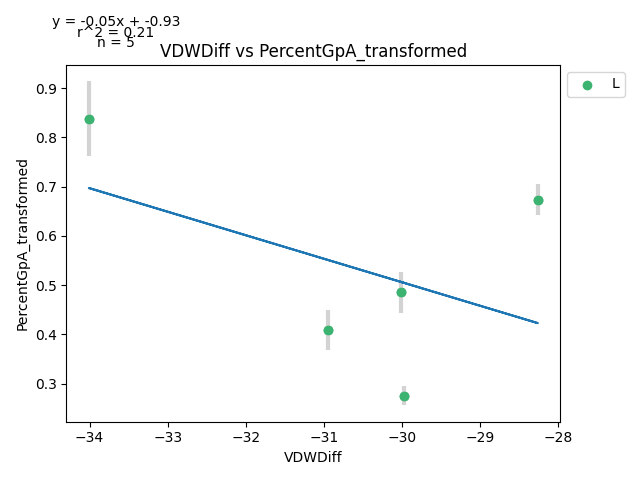 y = -0.05x + -0.93
r^2 = 0.21
n = 5
VDWDiff vs PercentGpA_transformed
L
0.9
0.8
0.7
0.6
0.5
0.4
0.3
PercentGpA_transformed
−34
−33
−32
−31
−30
−29
−28
VDWDiff